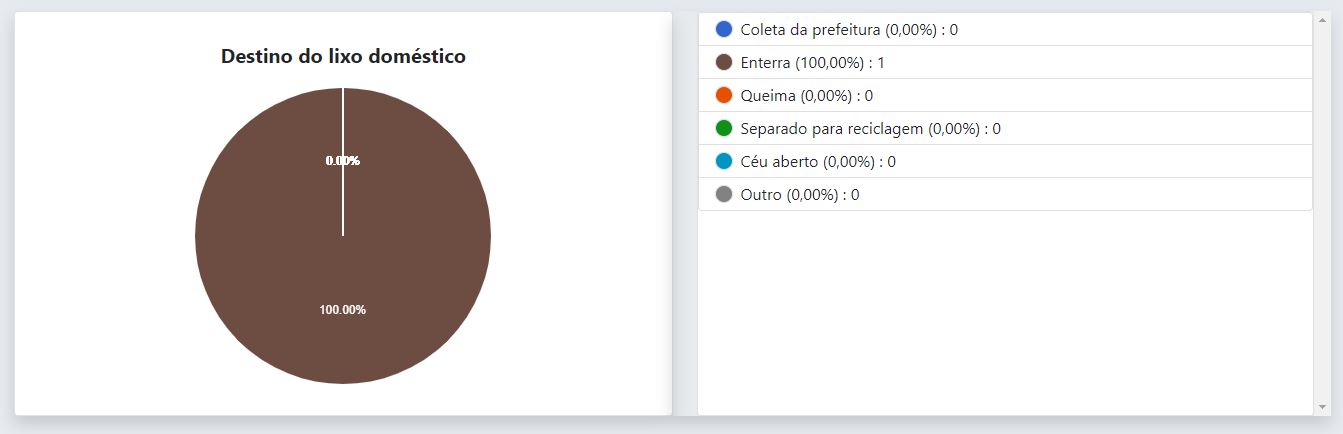 Destino do lixo doméstico
0.00%
100.00%
Coleta da prefeitura (0,00%) : 0
Enterra (100,00%) : 1
Queima (0,00%) : 0
Separado para reciclagem (0,00%) : 0
Céu aberto (0,00%) : 0
Outro (0,00%) : 0